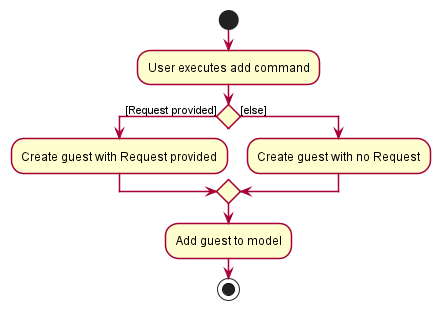 User executes add command
[Request provided]
[else]
Create guest with Request provided
Create guest with no Request
Add guest to model